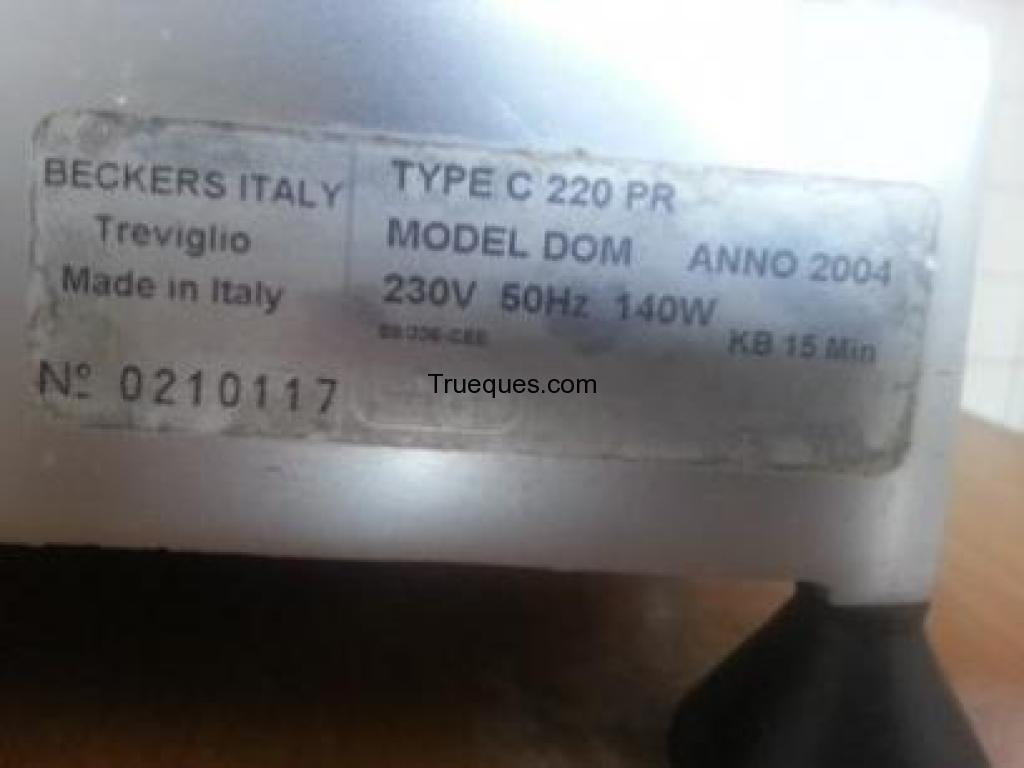 BECKERS ITALY
Treviglio
Made in Italy
Nº 0210117
TYPE C 220 PR
MODEL DOM ANNO 2004
230V 50Hz 140W
KB 15 Min
Trueques.com